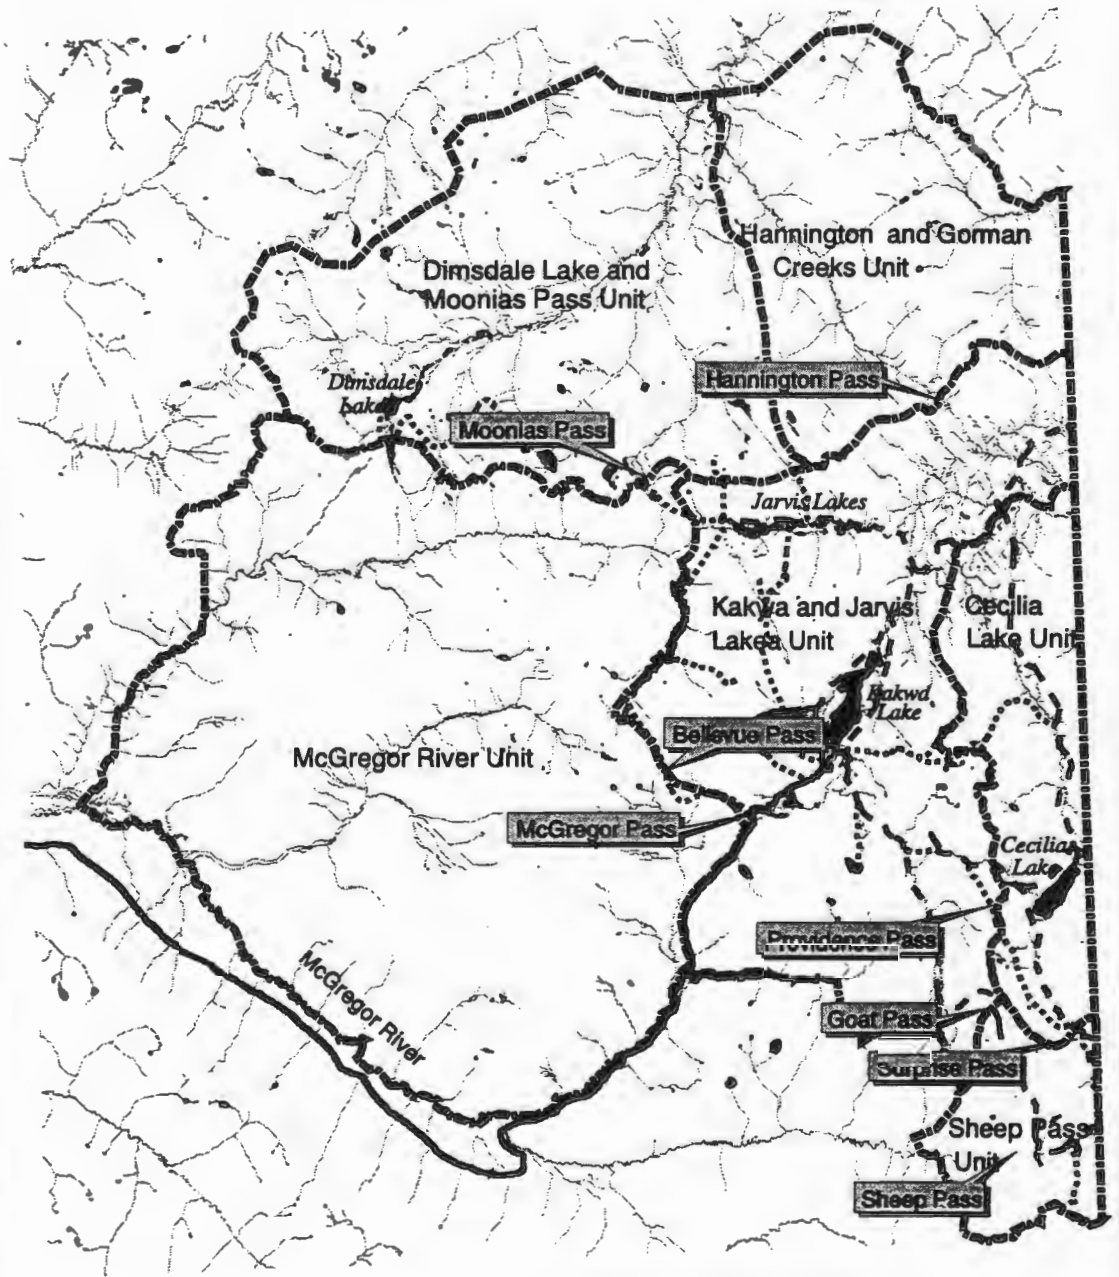 Hannington and Gorman
Creeks Unit
Dimsdale Lake and
Moonias Pass Unit
Hannington Pass
Dimsdale
Lake
Moonias Pass
Jarvis Lakes
Kakwa and Jarvis
Lakes Unit
Cecilia
Lake Unit
Kakwa
Lake
Bellevue Pass
McGregor River Unit
McGregor Pass
Cecilia
Lake
Providence Pass
McGregor River
Goat Pass
Surprise Pass
Sheep Pass
Unit
Sheep Pass